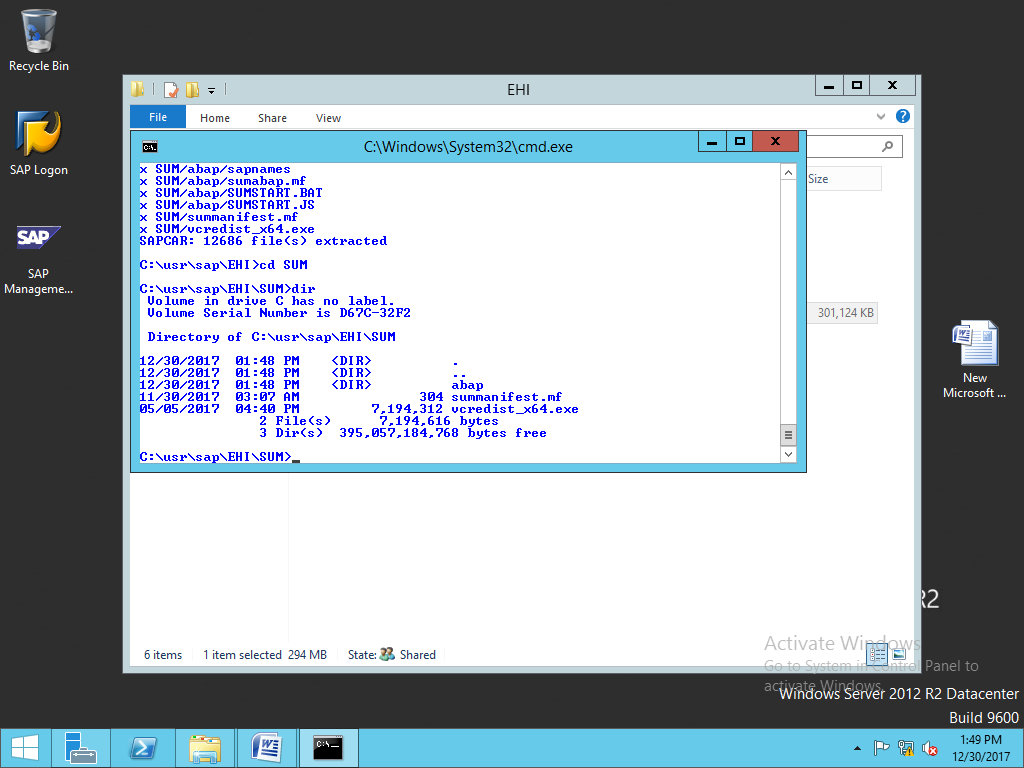 Recycle Bin
SAP Logon
SAP
SAP
Manageme...
EHI
File Home Share View
C:\Windows\System32\cmd.exe
Size
x SUM/abap/sapnames
x SUM/abap/sumabap.mf
x SUM/abap/SUMSTART.BAT
x SUM/abap/SUMSTART.JS
x SUM/summanifest.mf
x SUM/vcredist_x64.exe
SAPCAR: 12686 file(s) extracted
C:\usr\sap\EHI>cd SUM
C:\usr\sap\EHI\SUM>dir
Volume in drive C has no label.
Volume Serial Number is D67C-32F2
Directory of C:\usr\sap\EHI\SUM
12/30/2017 01:48 PM <DIR> .
12/30/2017 01:48 PM <DIR> ..
12/30/2017 01:48 PM <DIR> abap
11/30/2017 03:07 AM 304 summanifest.mf
05/05/2017 04:40 PM 7,194,312 vcredist_x64.exe
2 File(s) 7,194,616 bytes
3 Dir(s) 395,057,184,768 bytes free
C:\usr\sap\EHI\SUM>_
301,124 KB
New
Microsoft ...
R2
6 items 1 item selected 294 MB State: Shared
Activate Windows
Go to System in Control Panel to
activate Windows.
Windows Server 2012 R2 Datacenter
Build 9600
1:49 PM
12/30/2017